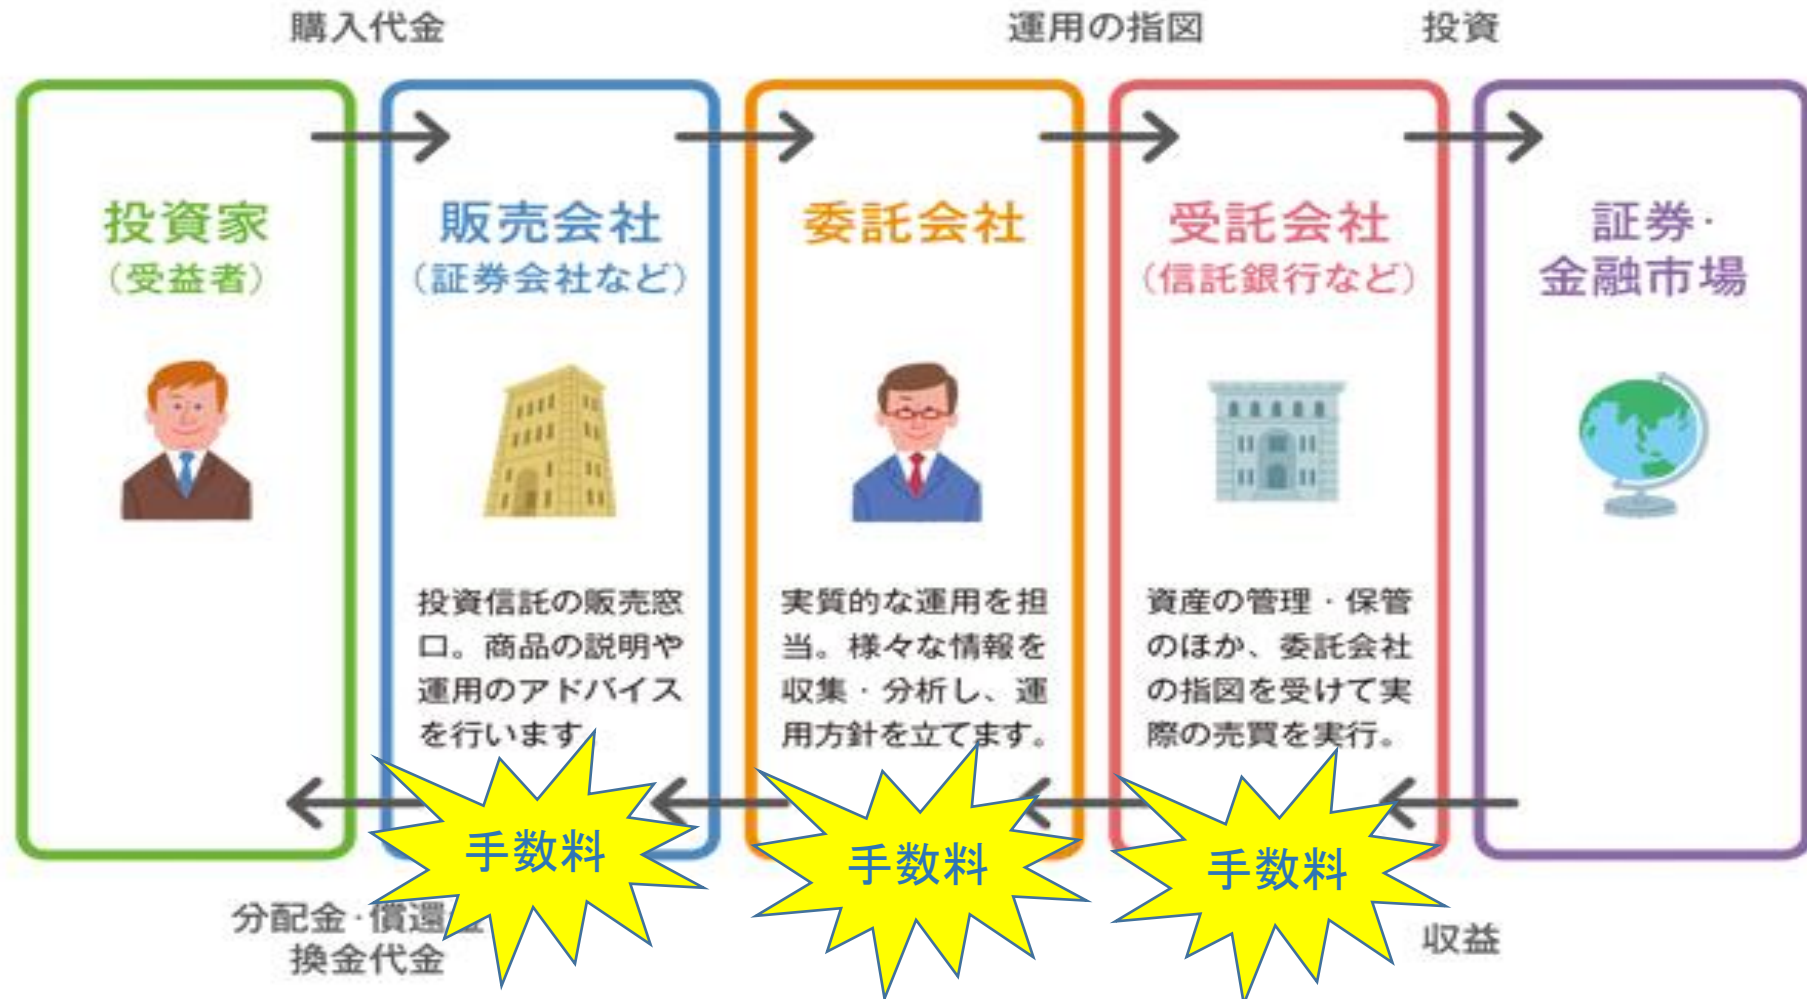 購入代金
運用の指図
投資
投資家
(受益者)
販売会社
(証券会社など)
投資信託の販売窓
口。商品の説明や
運用のアドバイス
を行います
委託会社
実質的な運用を担
当。様々な情報を
収集・分析し、運
用方針を立てます。
受託会社
(信託銀行など)
資産の管理・保管
のほか、委託会社
の指図を受けて実
際の売買を実行。
証券・
金融市場
手数料
手数料
手数料
分配金・償還
換金代金
収益